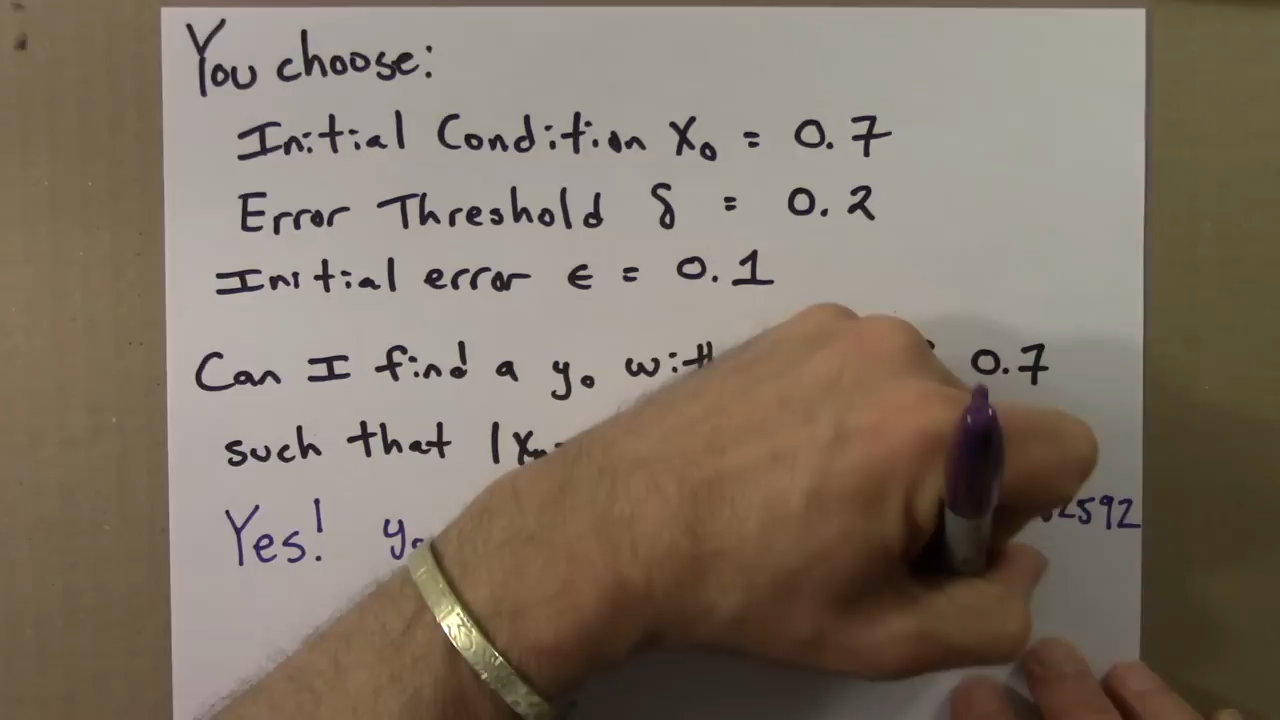 You choose:
Initial Condition x₀ = 0.7
Error Threshold δ = 0.2
Initial error ϵ = 0.1
Can I find a y₀ 0.7
such that
Yes! y₀ 2592